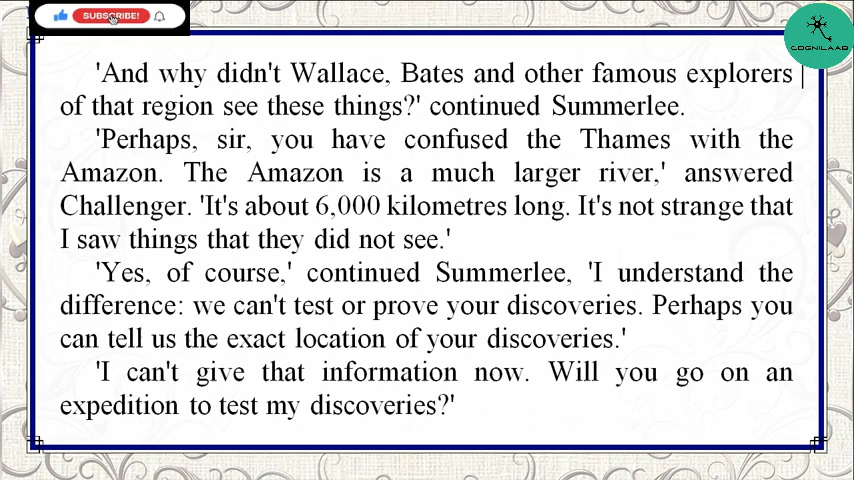 SUBSCRIBE!
COGNILAAB
'And why didn't Wallace, Bates and other famous explorers
of that region see these things?' continued Summerlee.
'Perhaps, sir, you have confused the Thames with the
Amazon. The Amazon is a much larger river,' answered
Challenger. 'It's about 6,000 kilometres long. It's not strange that
I saw things that they did not see.'
'Yes, of course,' continued Summerlee, 'I understand the
difference: we can't test or prove your discoveries. Perhaps you
can tell us the exact location of your discoveries.'
'I can't give that information now. Will you go on an
expedition to test my discoveries?'